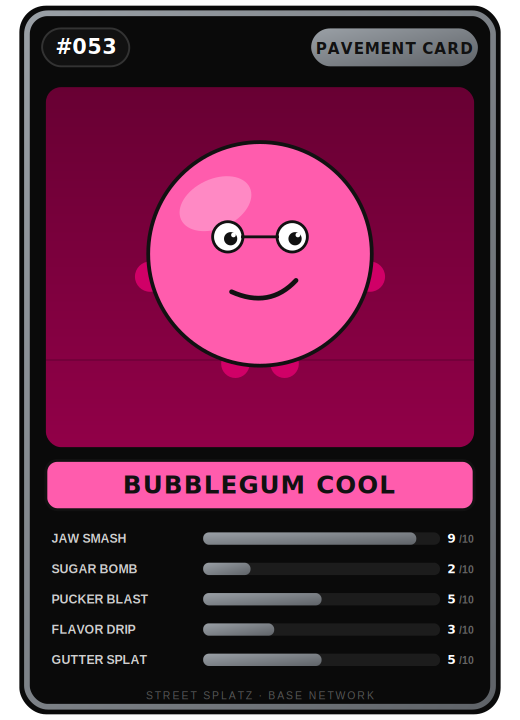 #053
PAVEMENT CARD
BUBBLEGUM COOL
JAW SMASH 9 /10
SUGAR BOMB 2 /10
PUCKER BLAST 5 /10
FLAVOR DRIP 3 /10
GUTTER SPLAT 5 /10
STREET SPLATZ · BASE NETWORK